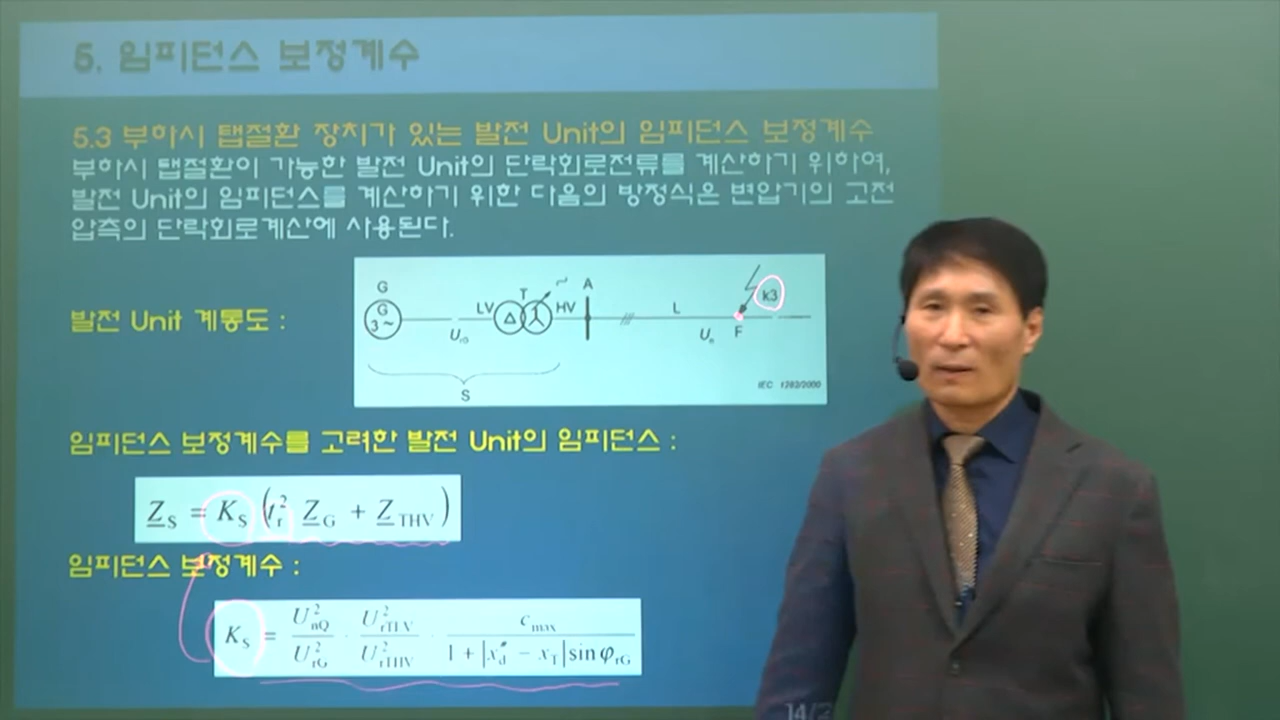 5. 임피던스 보정계수
5.3 부하시 탭절환 장치가 있는 발전 Unit의 임피던스 보정계수
부하시 탭절환이 가능한 발전 Unit의 단락회로전류를 계산하기 위하여,
발전 Unit의 임피던스를 계산하기 위한 다음의 방정식은 변압기의 고전
압측의 단락회로계산에 사용된다.
발전 Unit 계통도 :
G
G 3~
U_rG
LV
T
HV
A
L
U_n
F
k3
S
IEC 1282/2000
임피던스 보정계수를 고려한 발전 Unit의 임피던스 :
Z_S = K_S (t_r^2 Z_G + Z_THV)
임피던스 보정계수 :
K_S = U_nQ^2 / U_rG^2 · U_rTLV^2 / U_rTHV^2 · c_max / (1 + |x_d" − x_T| sin φ_rG)